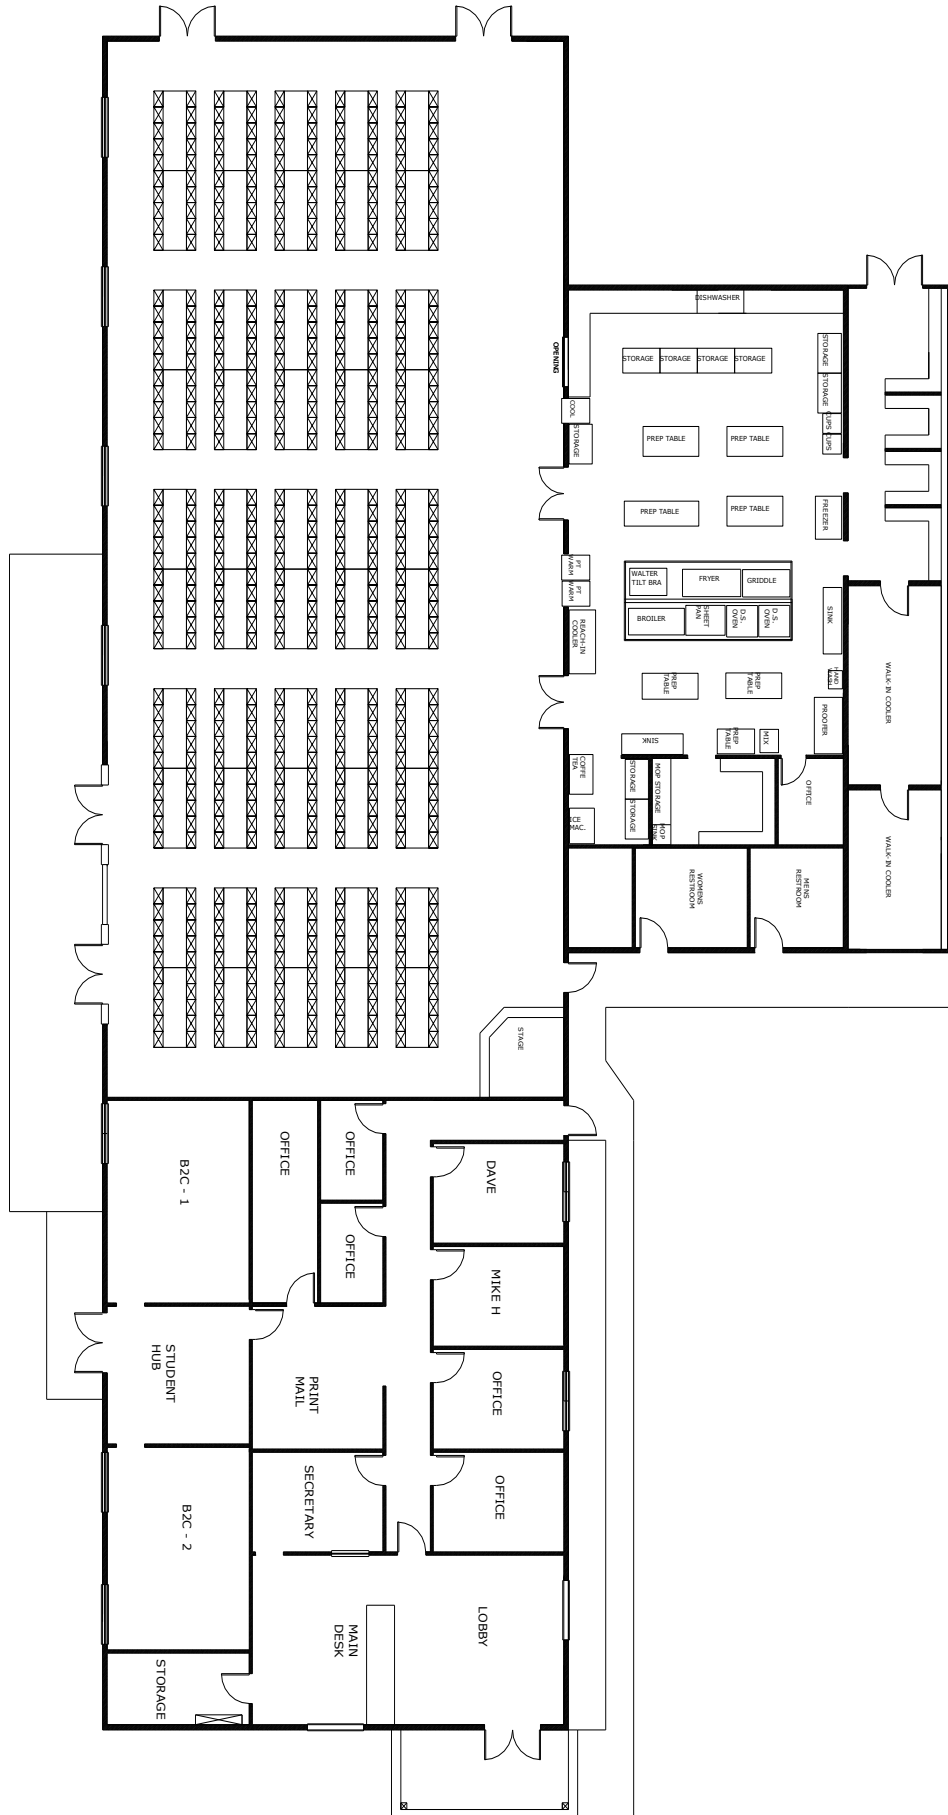 DISHWASHER
OPENING
STORAGE
STORAGE
STORAGE
STORAGE
STORAGE
STORAGE
CUPS
CUPS
COOL
STORAGE
PREP TABLE
PREP TABLE
PREP TABLE
PREP TABLE
FREEZER
PT
WARM
PT
WARM
WALTER
TILT BRA
FRYER
GRIDDLE
BROILER
SHEET
PAN
D.S.
OVEN
D.S.
OVEN
REACH-IN
COOLER
SINK
HAND
WASH
WALK-IN COOLER
PREP
TABLE
PREP
TABLE
PROOFER
SINK
PREP
TABLE
MIX
COFFE
TEA
STORAGE
STORAGE
MOP STORAGE
MOP
SINK
OFFICE
ICE
MAC.
WALK-IN COOLER
WOMENS
RESTROOM
MENS
RESTROOM
STAGE
B2C - 1
OFFICE
OFFICE
DAVE
OFFICE
MIKE H
STUDENT
HUB
PRINT
MAIL
OFFICE
SECRETARY
OFFICE
B2C - 2
MAIN
DESK
LOBBY
STORAGE